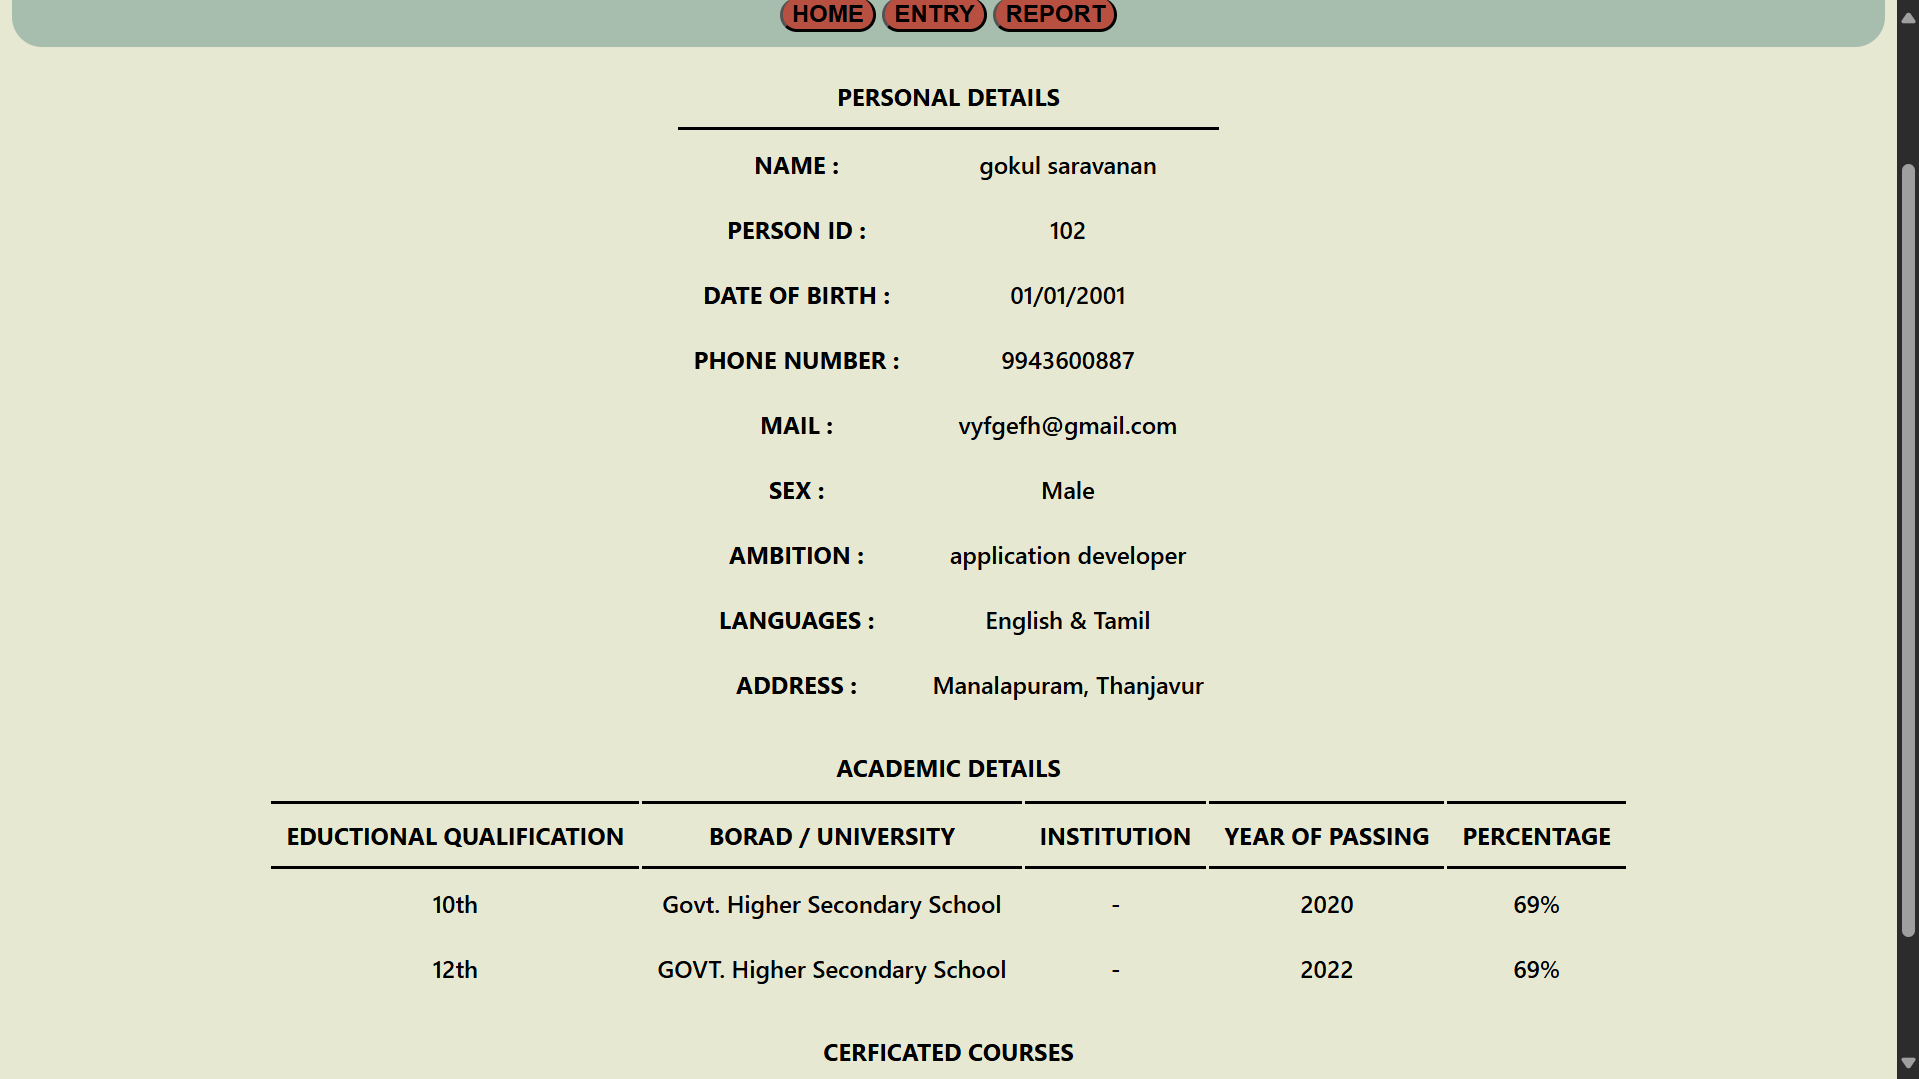 HOME ENTRY REPORT
PERSONAL DETAILS
NAME : gokul saravanan
PERSON ID : 102
DATE OF BIRTH : 01/01/2001
PHONE NUMBER : 9943600887
MAIL : vyfgefh@gmail.com
SEX : Male
AMBITION : application developer
LANGUAGES : English & Tamil
ADDRESS : Manalapuram, Thanjavur
ACADEMIC DETAILS
EDUCTIONAL QUALIFICATION BORAD / UNIVERSITY INSTITUTION YEAR OF PASSING PERCENTAGE
10th Govt. Higher Secondary School - 2020 69%
12th GOVT. Higher Secondary School - 2022 69%
CERFICATED COURSES